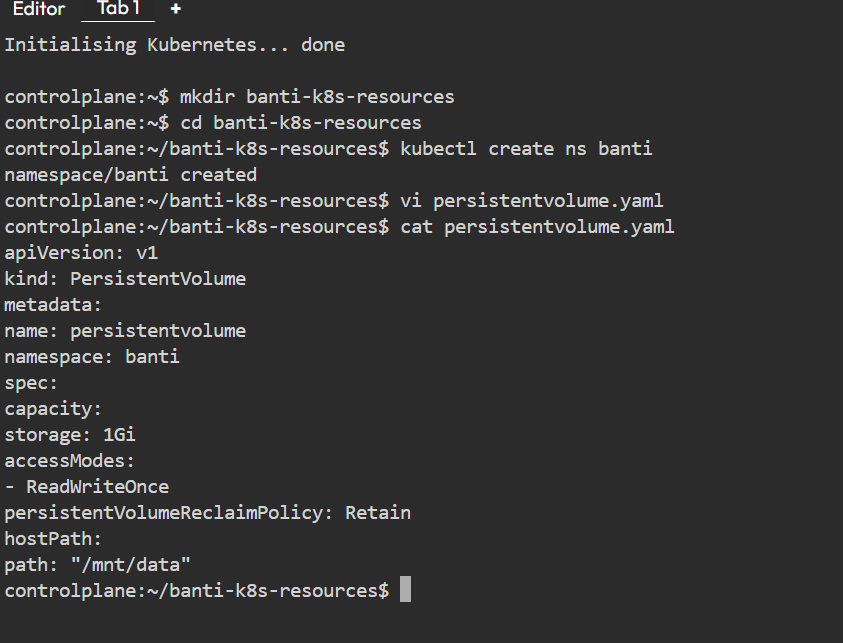 Editor Tab 1 +
Initialising Kubernetes... done
controlplane:~$ mkdir banti-k8s-resources
controlplane:~$ cd banti-k8s-resources
controlplane:~/banti-k8s-resources$ kubectl create ns banti
namespace/banti created
controlplane:~/banti-k8s-resources$ vi persistentvolume.yaml
controlplane:~/banti-k8s-resources$ cat persistentvolume.yaml
apiVersion: v1
kind: PersistentVolume
metadata:
name: persistentvolume
namespace: banti
spec:
capacity:
storage: 1Gi
accessModes:
- ReadWriteOnce
persistentVolumeReclaimPolicy: Retain
hostPath:
path: "/mnt/data"
controlplane:~/banti-k8s-resources$